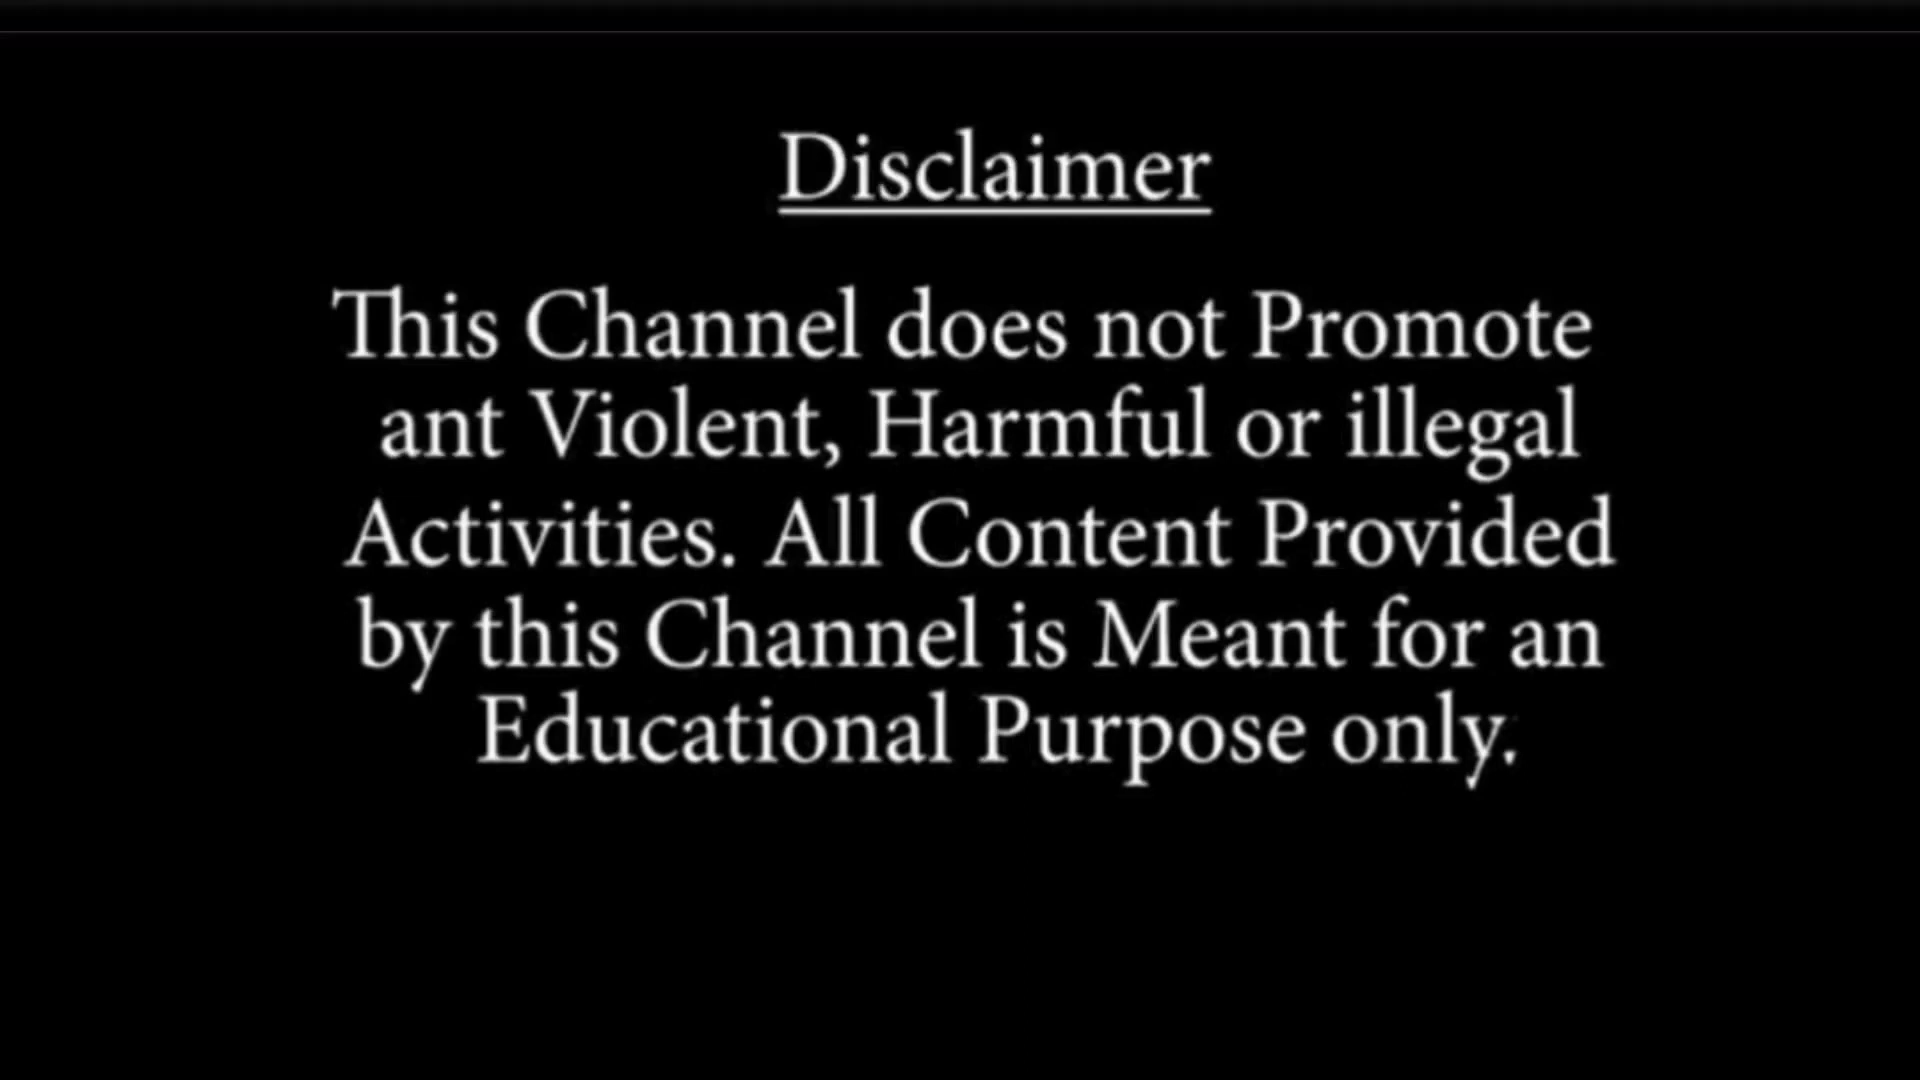 Disclaimer
This Channel does not Promote
ant Violent, Harmful or illegal
Activities. All Content Provided
by this Channel is Meant for an
Educational Purpose only.